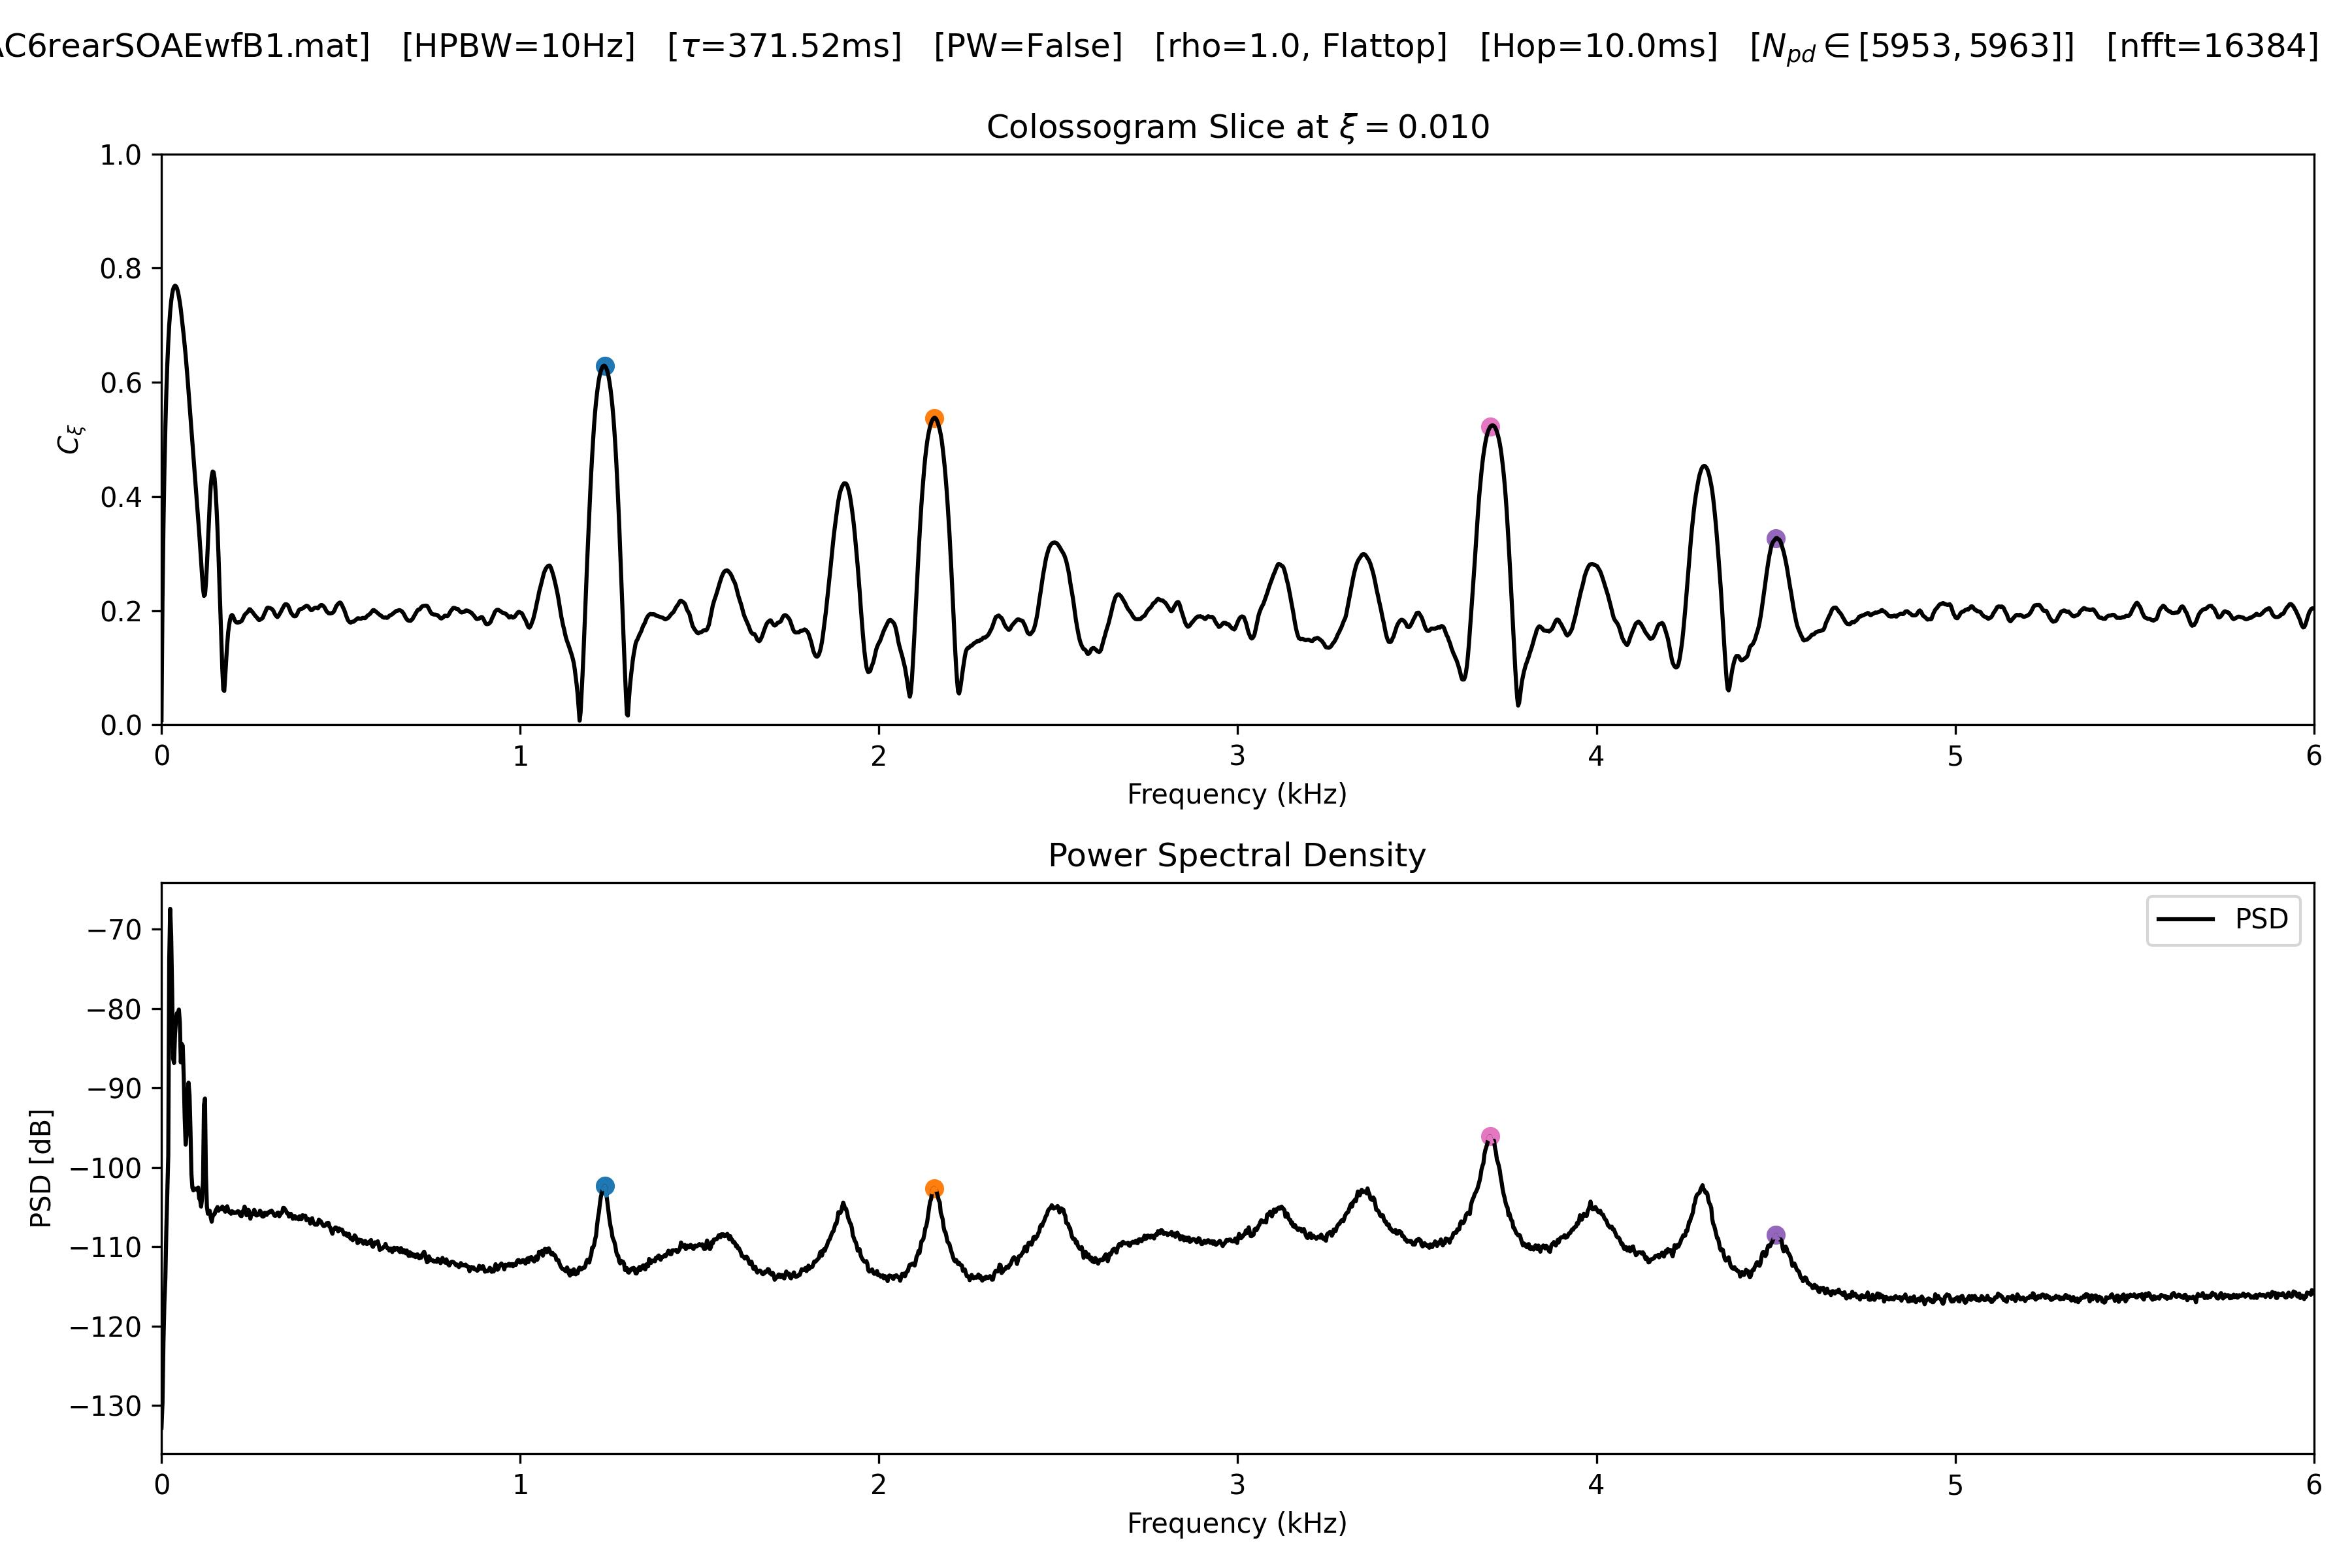 C6rearSOAEwfB1.mat] [HPBW=10Hz] [τ=371.52ms] [PW=False] [rho=1.0, Flattop] [Hop=10.0ms] [N_pd ∈ [5953, 5963]] [nfft=16384]
Colossogram Slice at ξ = 0.010
1.0
0.8
0.6
0.4
0.2
0.0
C_ξ
0 1 2 3 4 5 6
Frequency (kHz)
Power Spectral Density
PSD
−70
−80
−90
−100
−110
−120
−130
PSD [dB]
0 1 2 3 4 5 6
Frequency (kHz)